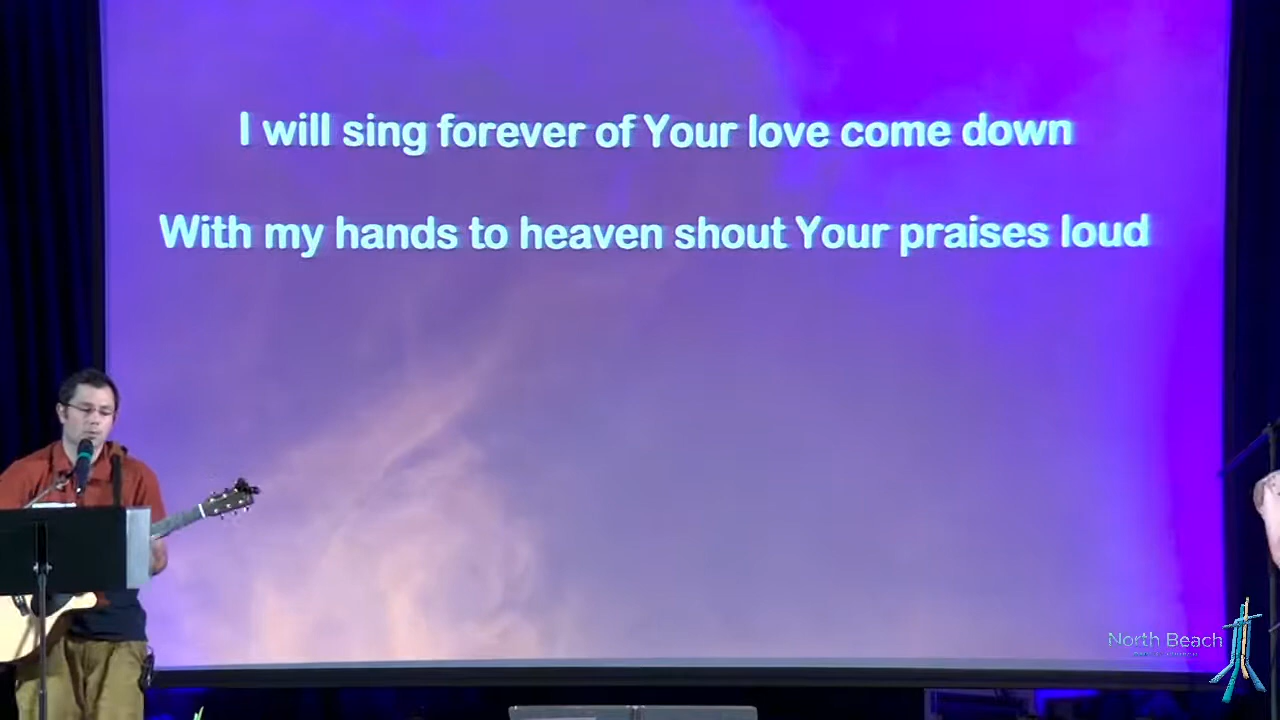 I will sing forever of Your love come down
With my hands to heaven shout Your praises loud
North Beach